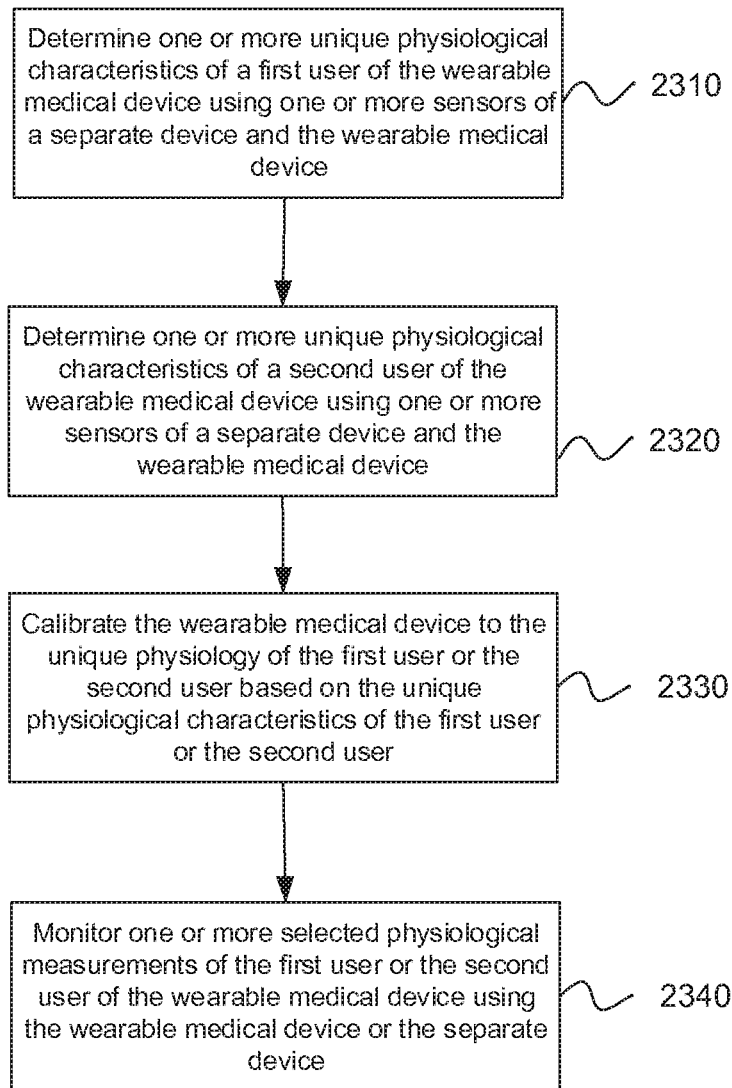 Determine one or more unique physiological
characteristics of a first user of the wearable
medical device using one or more sensors of
a separate device and the wearable medical
device
2310
Determine one or more unique physiological
characteristics of a second user of the
wearable medical device using one or more
sensors of a separate device and the
wearable medical device
2320
Calibrate the wearable medical device to the
unique physiology of the first user or the
second user based on the unique
physiological characteristics of the first user
or the second user
2330
Monitor one or more selected physiological
measurements of the first user or the second
user of the wearable medical device using
the wearable medical device or the separate
device
2340